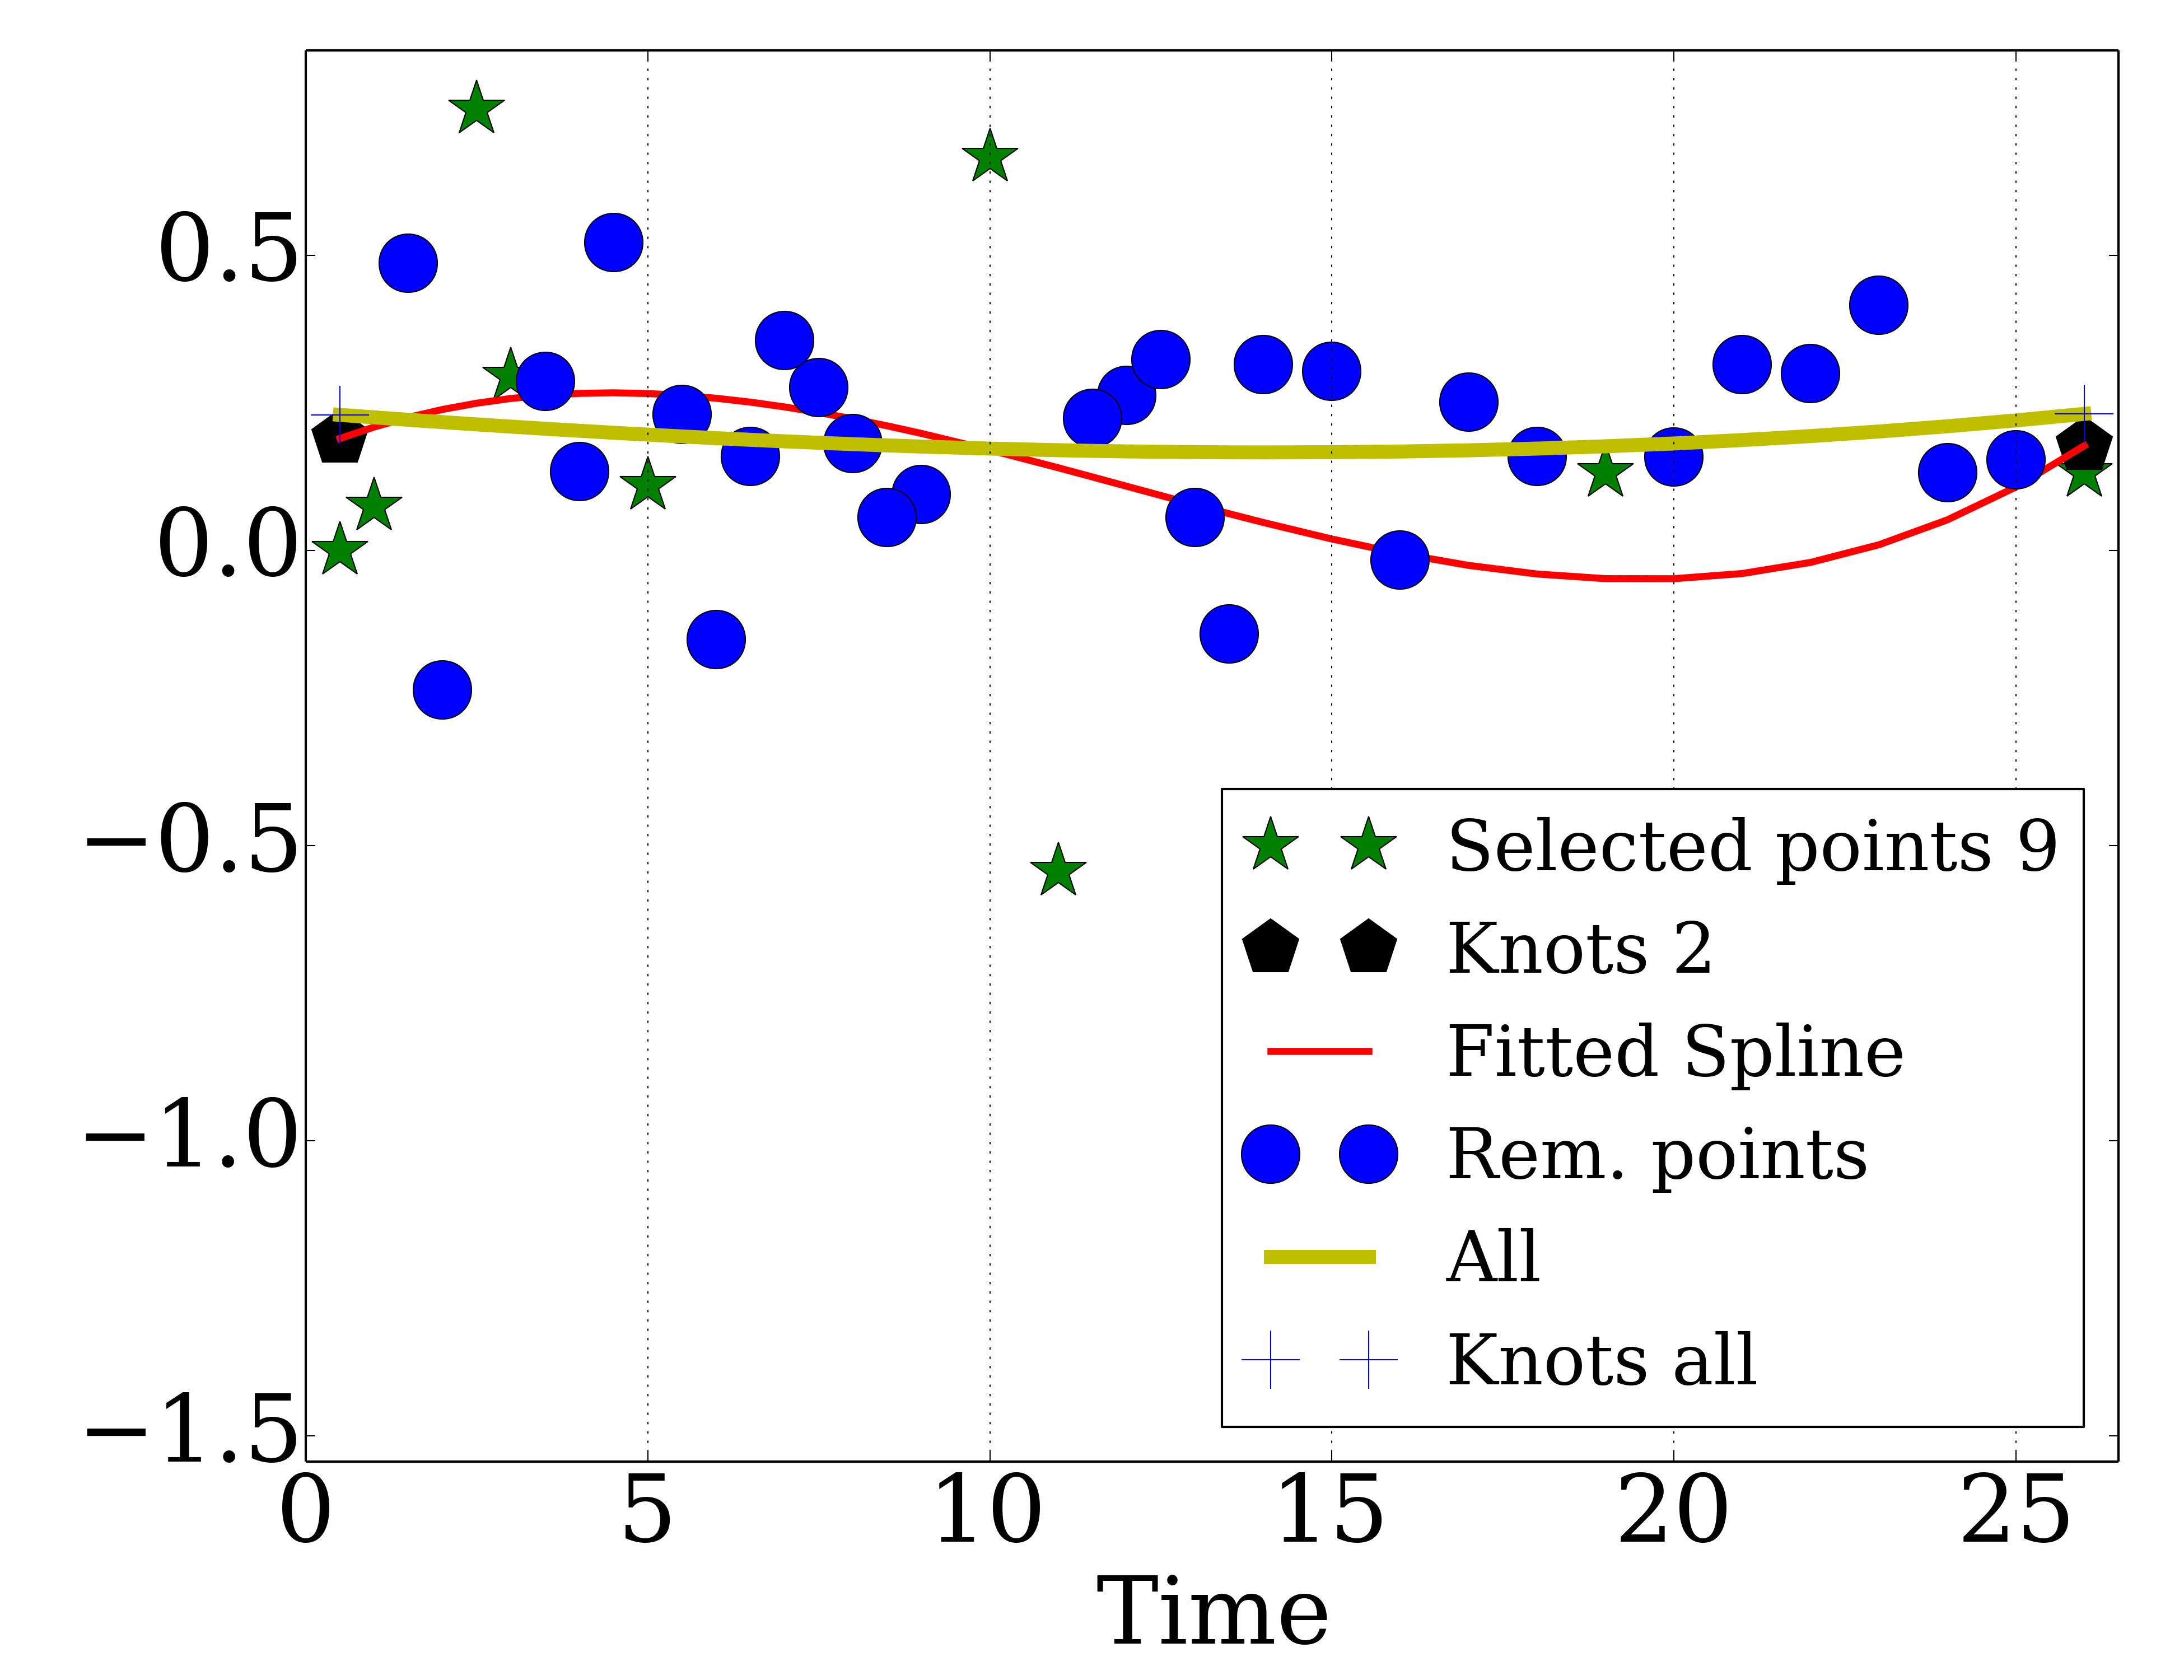 0.5
0.0
−0.5
−1.0
−1.5
0 5 10 15 20 25
Time
Selected points 9
Knots 2
Fitted Spline
Rem. points
All
Knots all